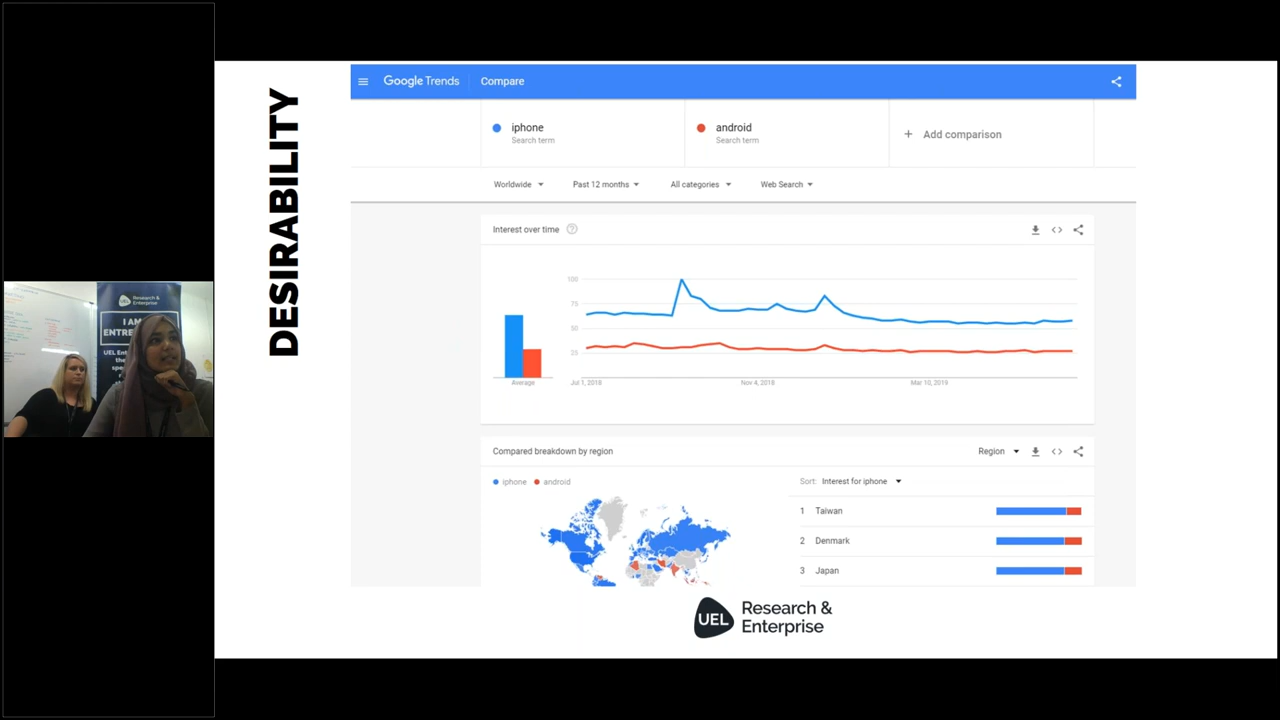 DESIRABILITY
Google Trends
Compare
iphone
Search term
android
Search term
+ Add comparison
Worldwide
Past 12 months
All categories
Web Search
Interest over time
100
75
50
25
Average
Jul 1, 2018
Nov 4, 2018
Mar 10, 2019
Compared breakdown by region
Region
iphone
android
Sort: Interest for iphone
1 Taiwan
2 Denmark
3 Japan
UEL
Research &
Enterprise
UEL
Research &
Enterprise
I AM